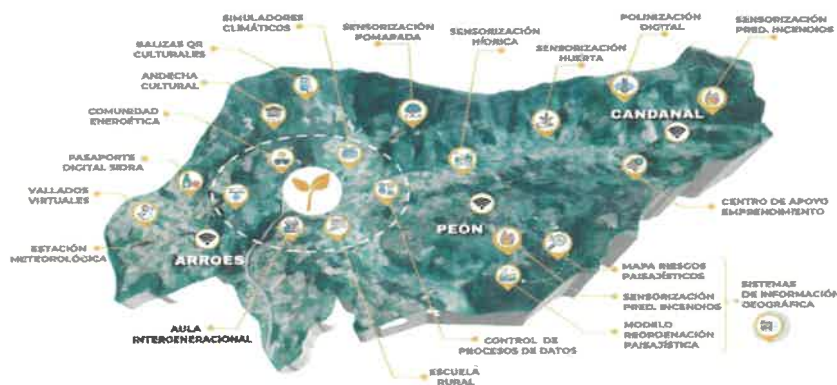 SIMULADORES
CLIMÁTICOS
BALIZAS QR
CULTURALES
ANDECHA
CULTURAL
COMUNIDAD
ENERGÉTICA
PASAPORTE
DIGITAL SIDRA
VALLADOS
VIRTUALES
ESTACIÓN
METEOROLÓGICA
SENSORIZACIÓN
POMARADA
SENSORIZACIÓN
HÍDRICA
SENSORIZACIÓN
HUERTA
POLINIZACIÓN
DIGITAL
SENSORIZACIÓN
PRED. INCENDIOS
CANDANAL
PEÓN
ARROES
CENTRO DE APOYO
EMPRENDIMIENTO
MAPA RIESGOS
PAISAJÍSTICOS
SENSORIZACIÓN
PRED. INCENDIOS
MODELO
REORDENACIÓN
PAISAJÍSTICA
SISTEMAS
DE INFORMACIÓN
GEOGRÁFICA
AULA
INTERGENERACIONAL
CONTROL DE
PROCESOS DE DATOS
ESCUELA
RURAL